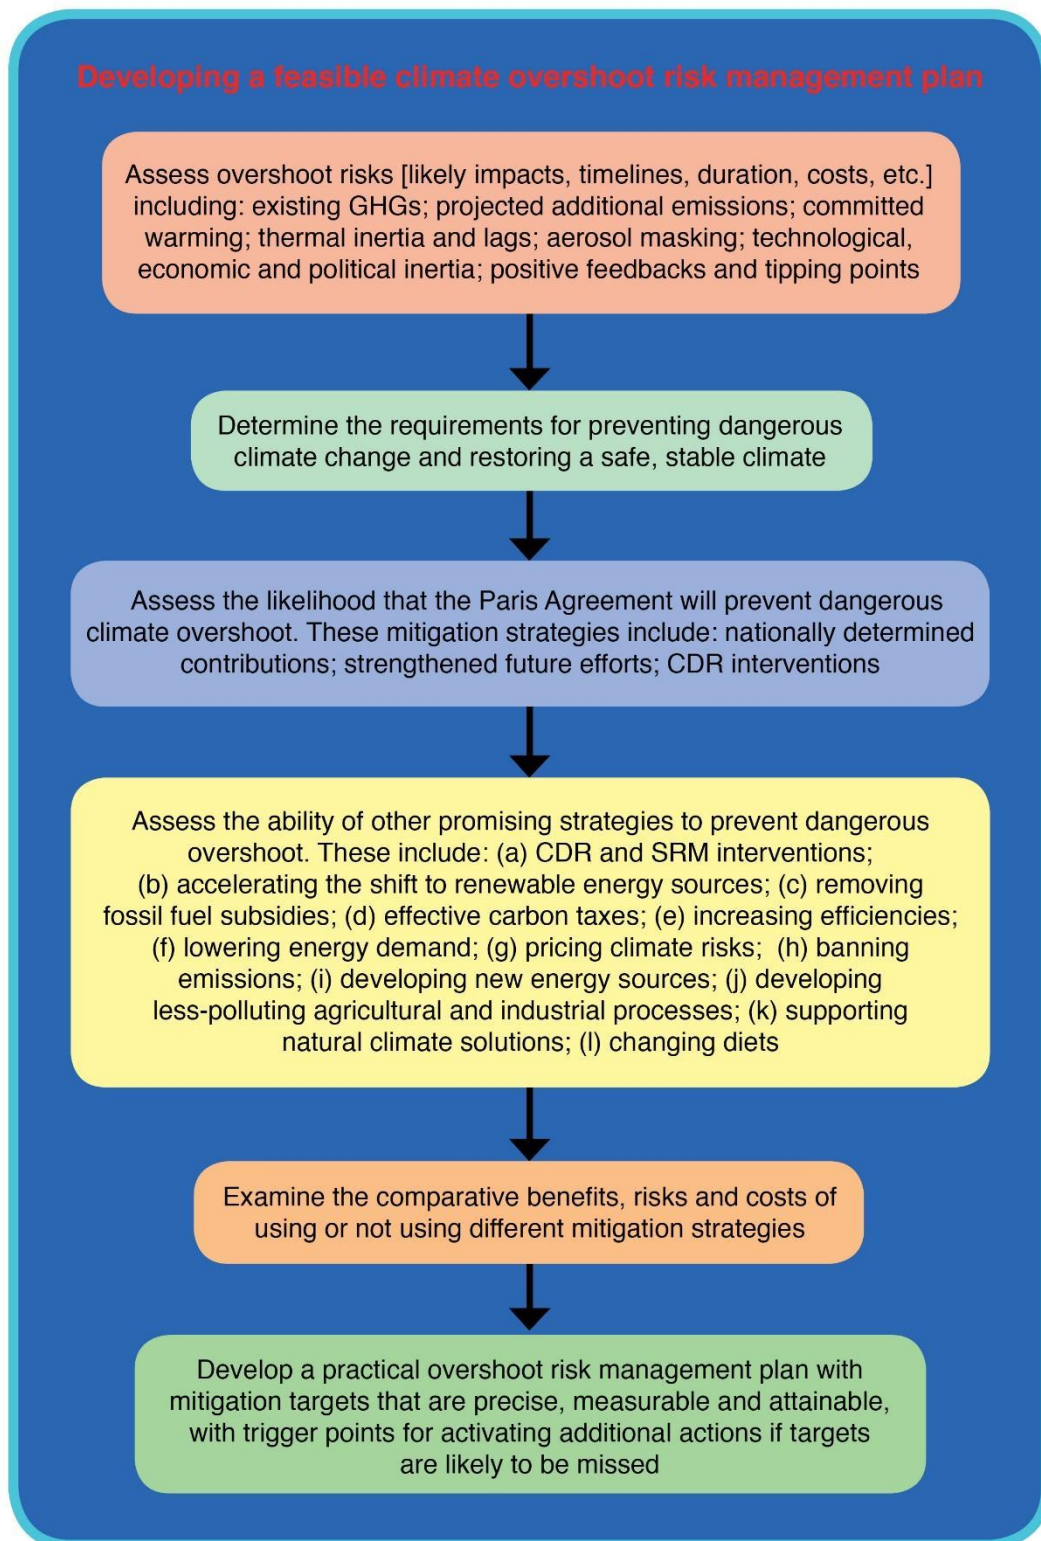 Developing a feasible climate overshoot risk management plan
Assess overshoot risks [likely impacts, timelines, duration, costs, etc.]
including: existing GHGs; projected additional emissions; committed
warming; thermal inertia and lags; aerosol masking; technological,
economic and political inertia; positive feedbacks and tipping points
Determine the requirements for preventing dangerous
climate change and restoring a safe, stable climate
Assess the likelihood that the Paris Agreement will prevent dangerous
climate overshoot. These mitigation strategies include: nationally determined
contributions; strengthened future efforts; CDR interventions
Assess the ability of other promising strategies to prevent dangerous
overshoot. These include: (a) CDR and SRM interventions;
(b) accelerating the shift to renewable energy sources; (c) removing
fossil fuel subsidies; (d) effective carbon taxes; (e) increasing efficiencies;
(f) lowering energy demand; (g) pricing climate risks; (h) banning
emissions; (i) developing new energy sources; (j) developing
less-polluting agricultural and industrial processes; (k) supporting
natural climate solutions; (l) changing diets
Examine the comparative benefits, risks and costs of
using or not using different mitigation strategies
Develop a practical overshoot risk management plan with
mitigation targets that are precise, measurable and attainable,
with trigger points for activating additional actions if targets
are likely to be missed